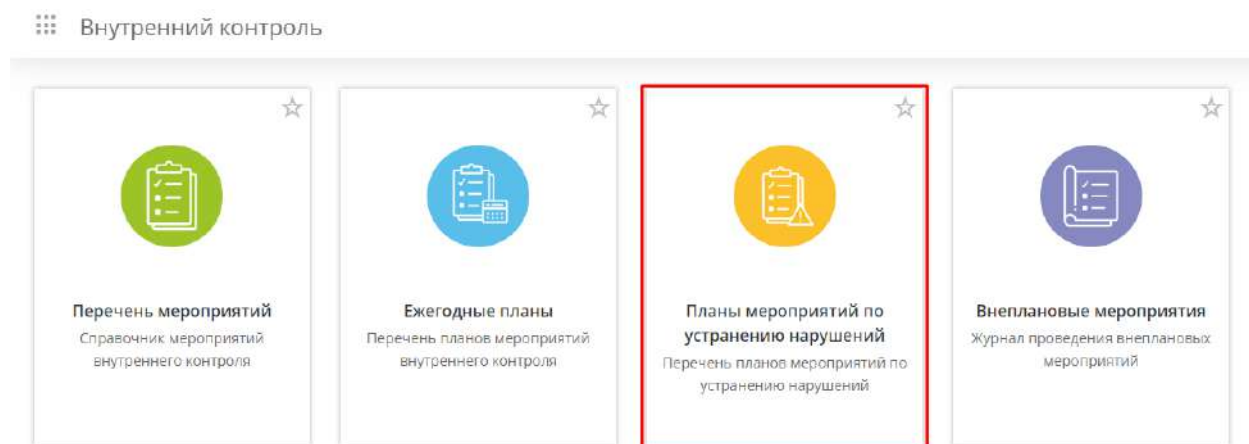 Внутренний контроль
Перечень мероприятий
Справочник мероприятий
внутреннего контроля
Ежегодные планы
Перечень планов мероприятий
внутреннего контроля
Планы мероприятий по
устранению нарушений
Перечень планов мероприятий по
устранению нарушений
Внеплановые мероприятия
Журнал проведения внеплановых
мероприятий